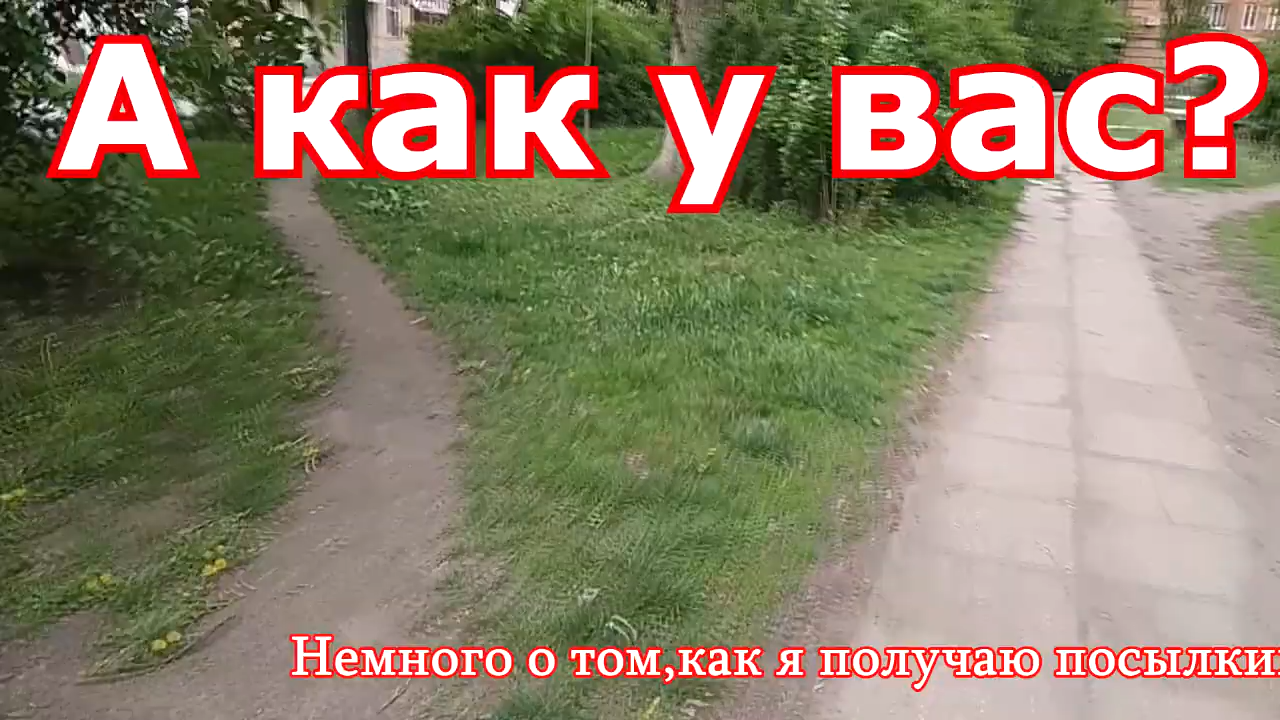 А как у вас?
Немного о том,как я получаю посылки